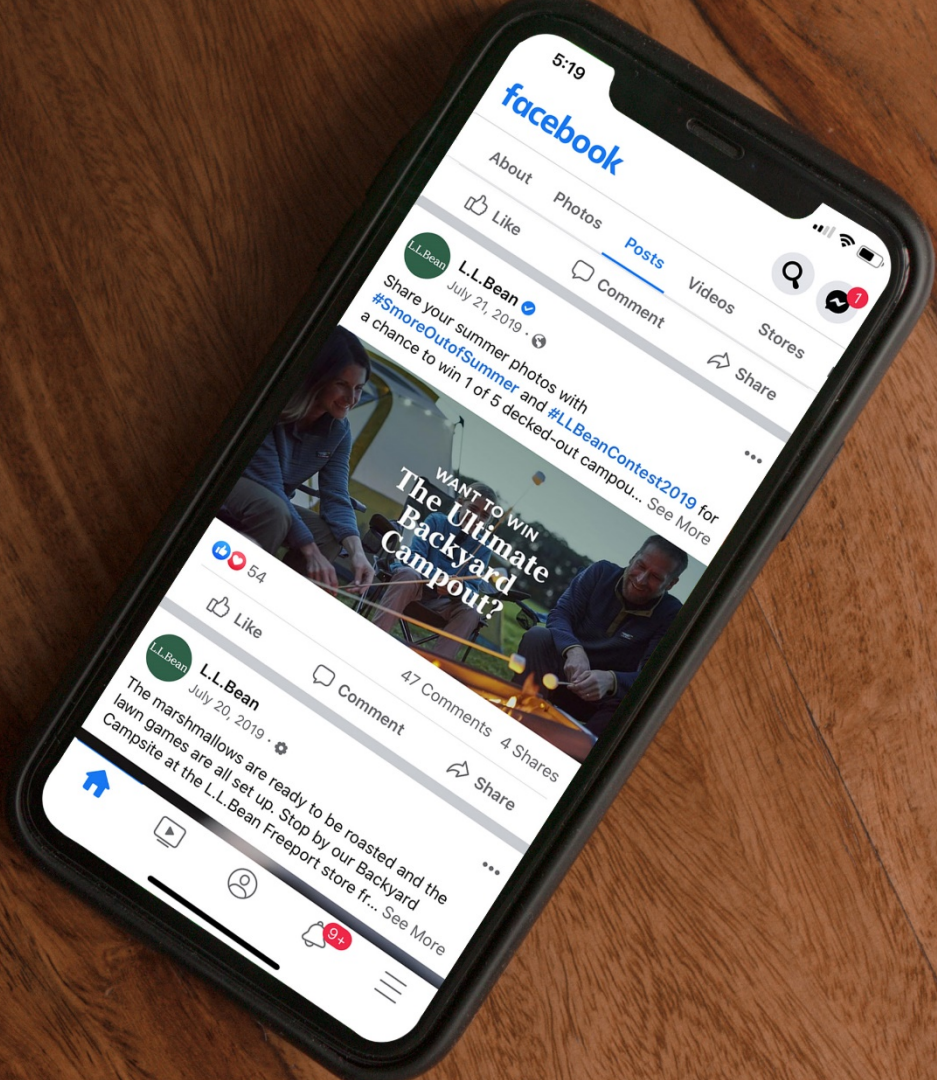 5:19
facebook
1
About Photos Posts Videos Stores
Like Comment Share
L.L.Bean
L.L.Bean
July 21, 2019 ·
Share your summer photos with
#SmoreOutofSummer and #LLBeanContest2019 for
a chance to win 1 of 5 decked-out campou... See More
WANT TO WIN
The Ultimate
Backyard
Campout?
54
47 Comments 4 Shares
Like Comment Share
L.L.Bean
L.L.Bean
July 20, 2019 ·
The marshmallows are ready to be roasted and the
lawn games are all set up. Stop by our Backyard
Campsite at the L.L.Bean Freeport store fr... See More
9+